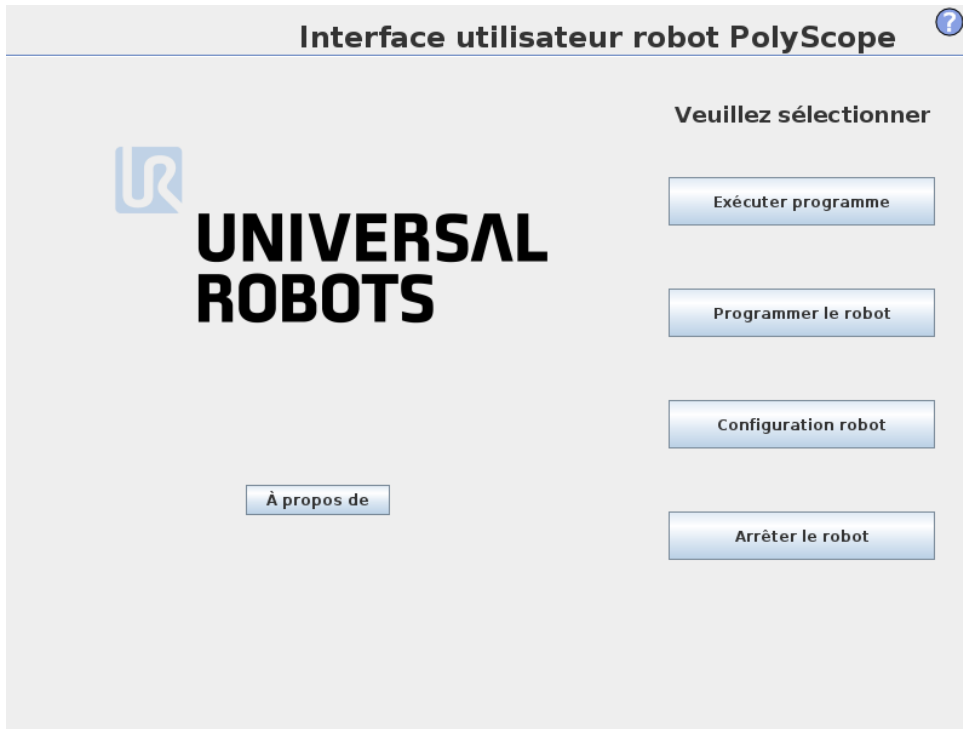 Interface utilisateur robot PolyScope
?
Veuillez sélectionner
UR
UNIVERSAL
ROBOTS
Exécuter programme
Programmer le robot
Configuration robot
À propos de
Arrêter le robot